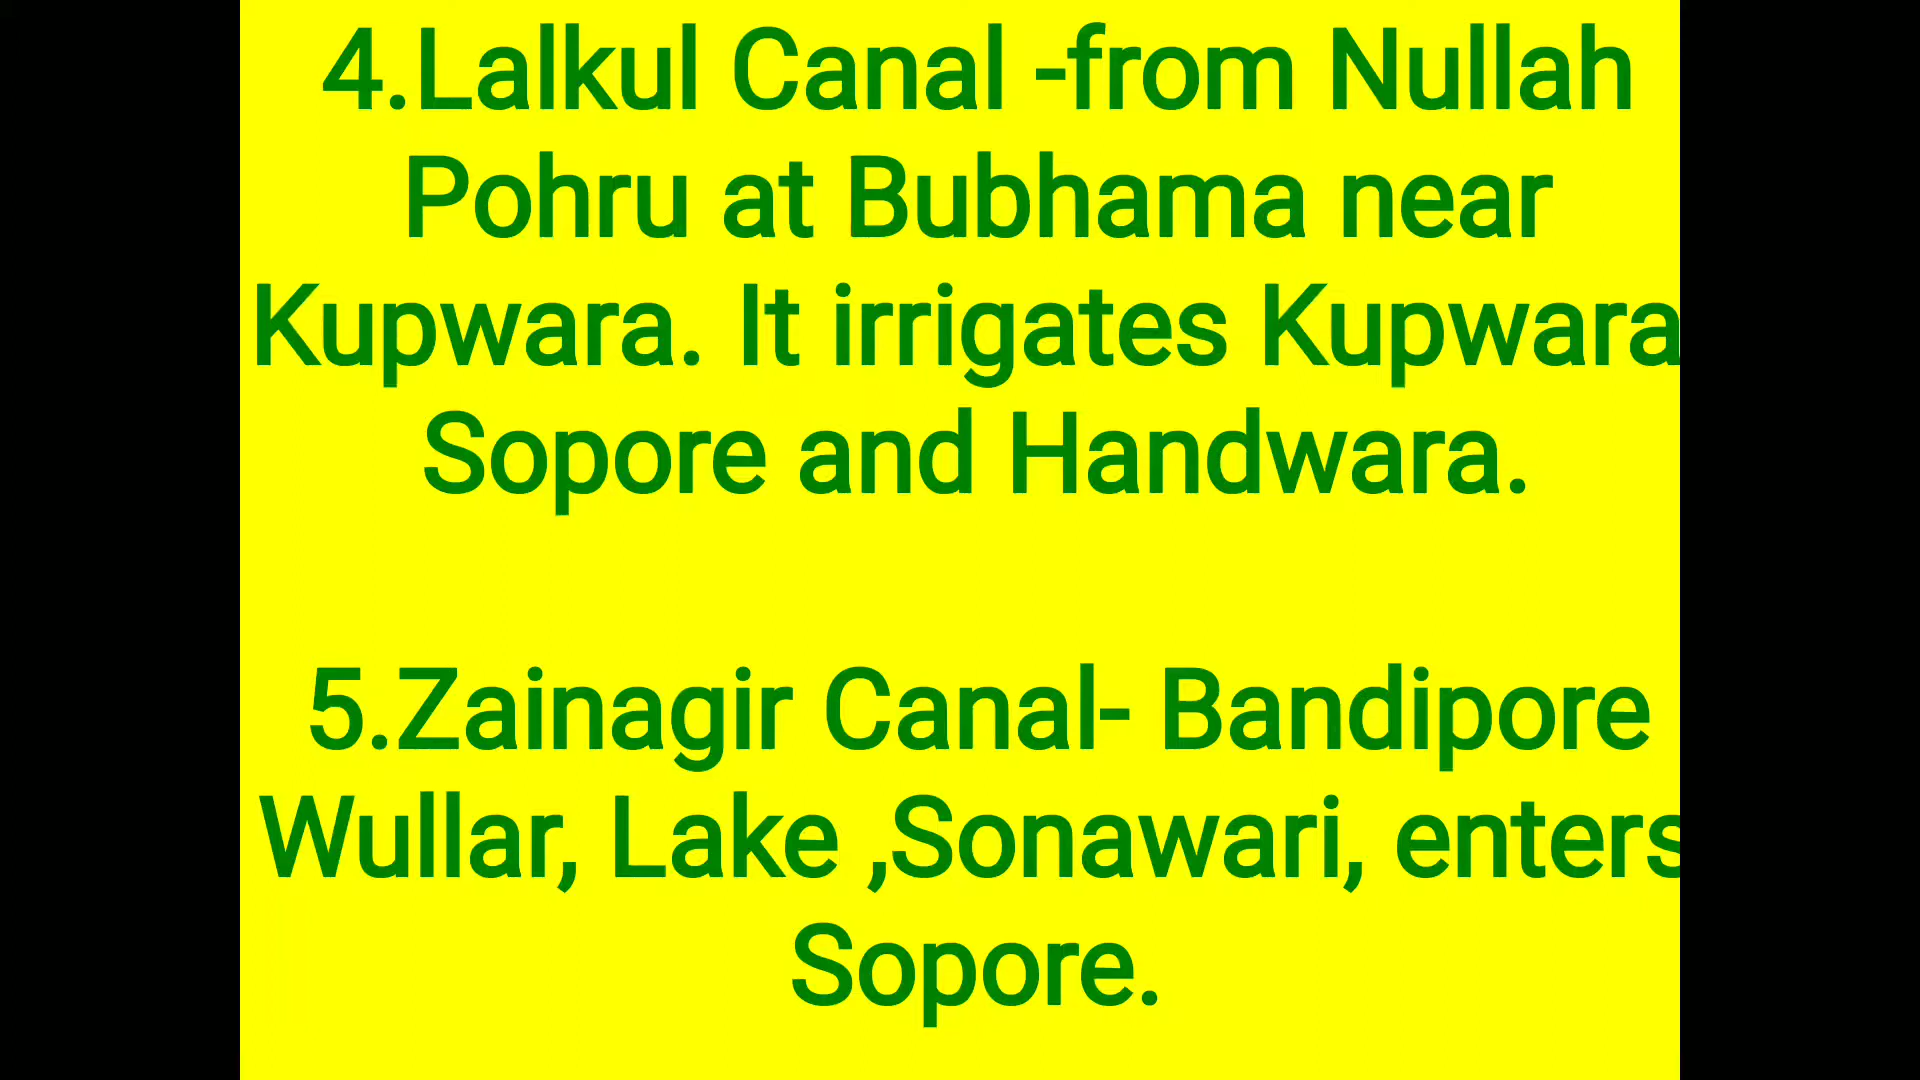 4.Lalkul Canal -from Nullah
Pohru at Bubhama near
Kupwara. It irrigates Kupwara
Sopore and Handwara.
5.Zainagir Canal- Bandipore
Wullar, Lake ,Sonawari, enters
Sopore.